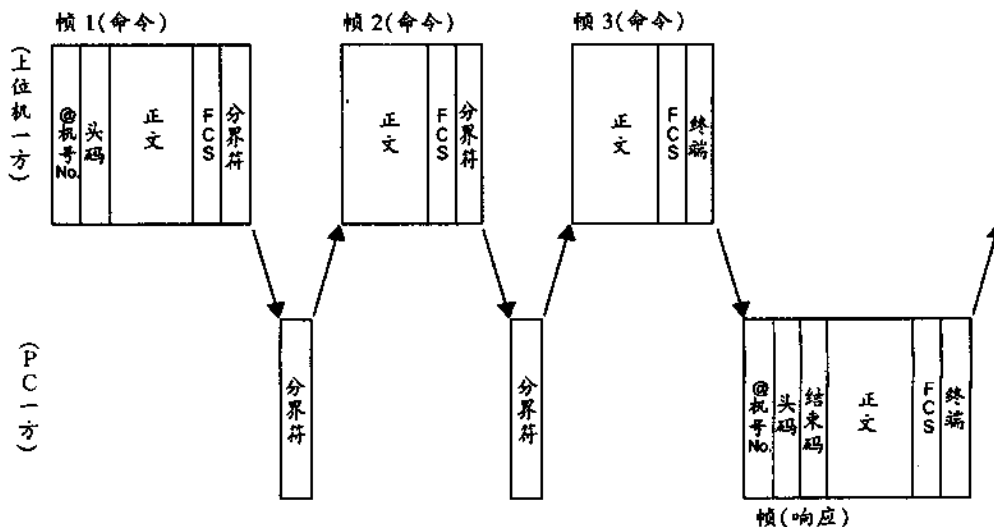 帧 1(命令)
帧 2(命令)
帧 3(命令)
(上位机一方)
@机号No.
头码
正文
FCS
分界符
正文
FCS
分界符
正文
FCS
终端
(PC一方)
分界符
分界符
@机号No.
头码
结束码
正文
FCS
终端
帧(响应)